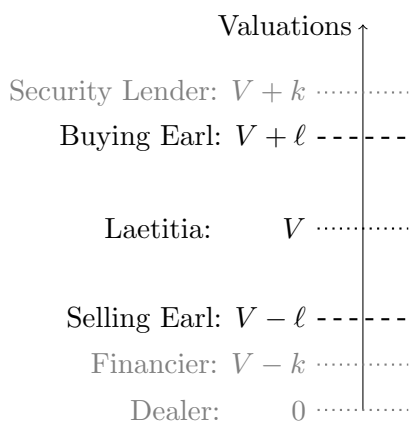 Valuations
Security Lender: V + k
Buying Earl: V + ℓ
Laetitia: V
Selling Earl: V − ℓ
Financier: V − k
Dealer: 0